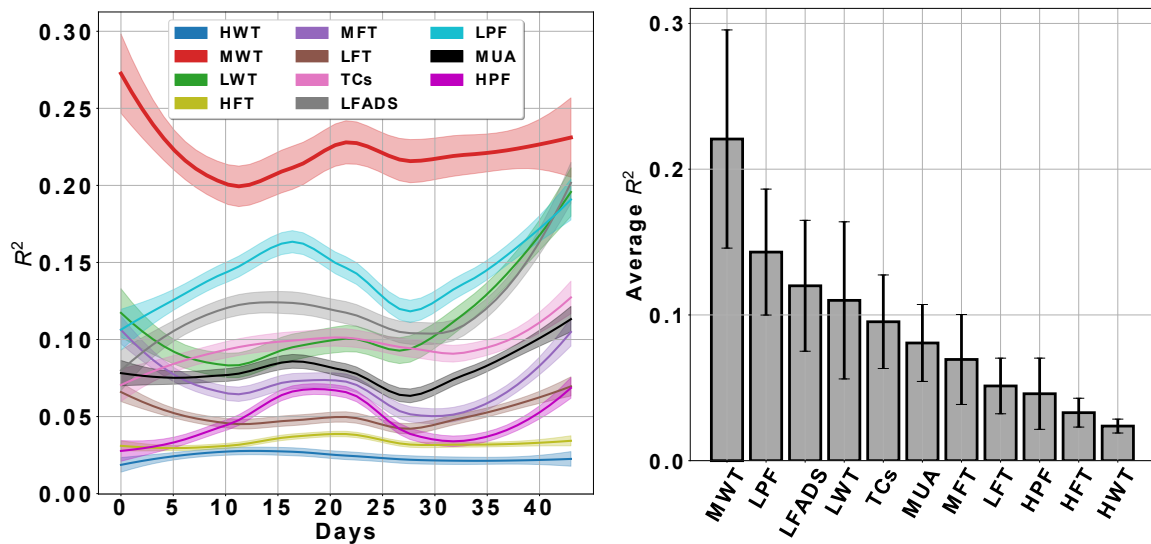 0.30
0.25
0.20
0.15
0.10
0.05
0.00
R²
HWT
MWT
LWT
HFT
MFT
LFT
TCs
LFADS
LPF
MUA
HPF
0 5 10 15 20 25 30 35 40
Days
0.3
0.2
0.1
0.0
Average R²
MWT LPF LFADS LWT TCs MUA MFT LFT HPF HFT HWT